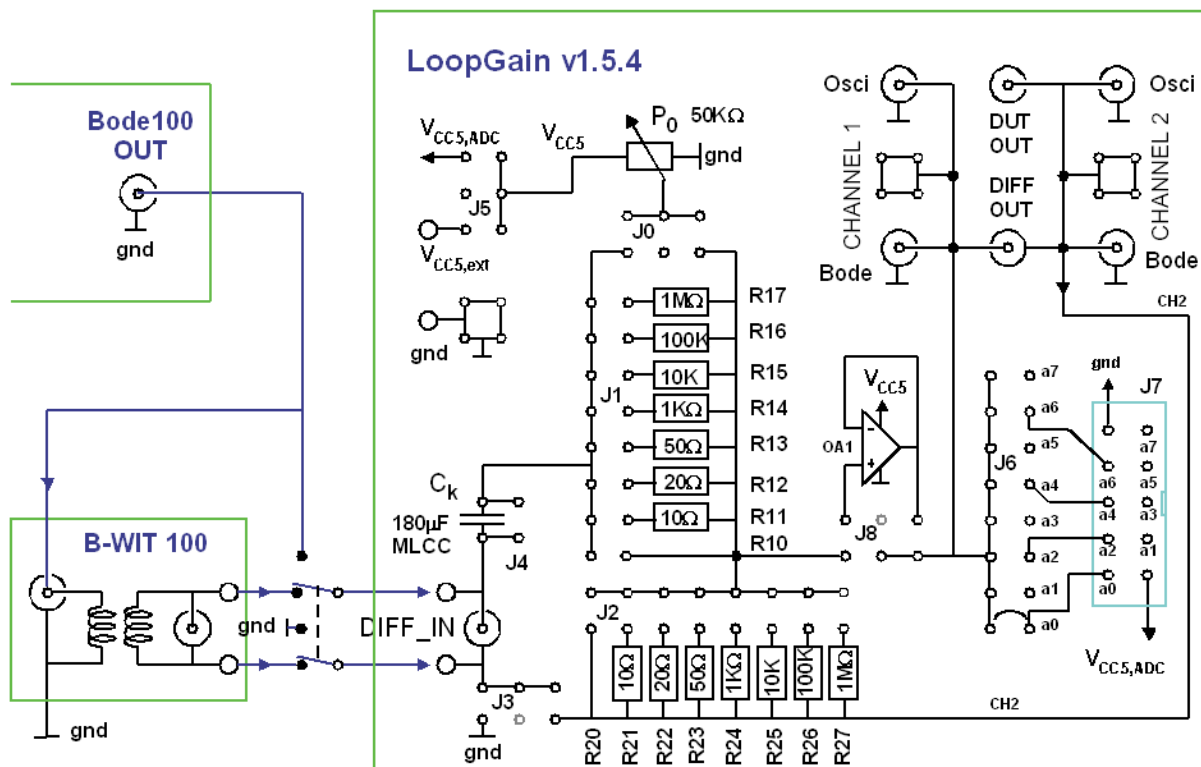 LoopGain v1.5.4
Bode100
OUT
gnd
B-WIT 100
gnd
gnd
DIFF_IN
VCC5,ADC
VCC5
P0 50KΩ
gnd
J5
J0
VCC5,ext
gnd
1MΩ R17
100K R16
10K R15
1KΩ R14
50Ω R13
20Ω R12
10Ω R11
R10
J1
Ck
180µF
MLCC
J4
J2
J3
gnd
10Ω
20Ω
50Ω
1KΩ
10K
100K
1MΩ
R20
R21
R22
R23
R24
R25
R26
R27
VCC5
OA1
-
+
J8
Osci
CHANNEL 1
Bode
DUT
OUT
DIFF
OUT
Osci
CHANNEL 2
Bode
CH2
J6
a7
a6
a5
a4
a3
a2
a1
a0
gnd
J7
a7
a6
a5
a4
a3
a2
a1
a0
VCC5,ADC
CH2